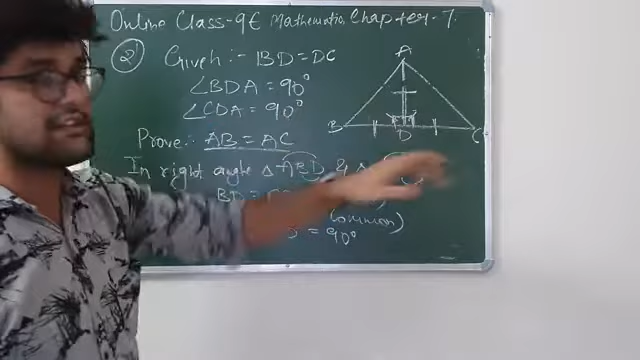 Online Class-9E Mathematics Chapter-7.
(2) Given :- BD = DC
∠BDA = 90°
∠CDA = 90°
Prove:- AB = AC
In right angle Δ ABD & Δ
BD =
(common)
= 90°
A
B
D
C